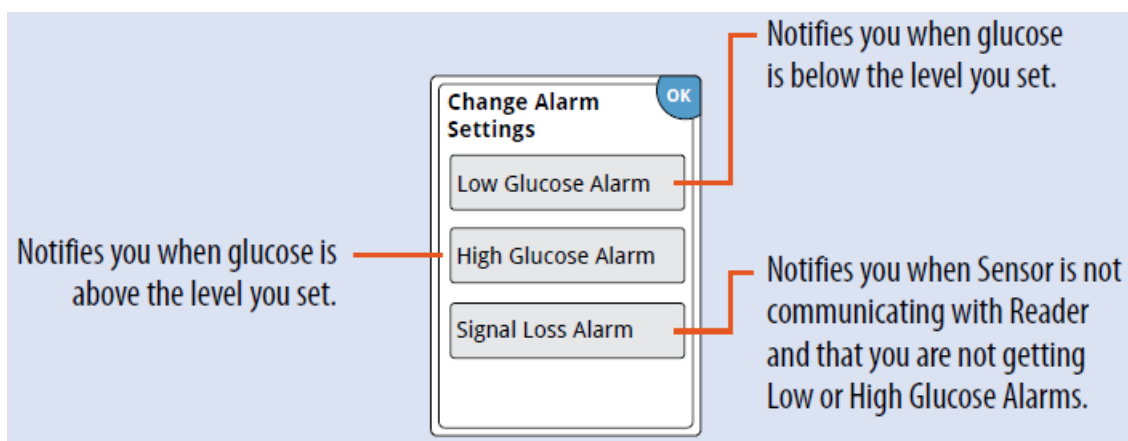 Notifies you when glucose
is below the level you set.
OK
Change Alarm
Settings
Low Glucose Alarm
Notifies you when glucose is
above the level you set.
High Glucose Alarm
Notifies you when Sensor is not
communicating with Reader
and that you are not getting
Low or High Glucose Alarms.
Signal Loss Alarm